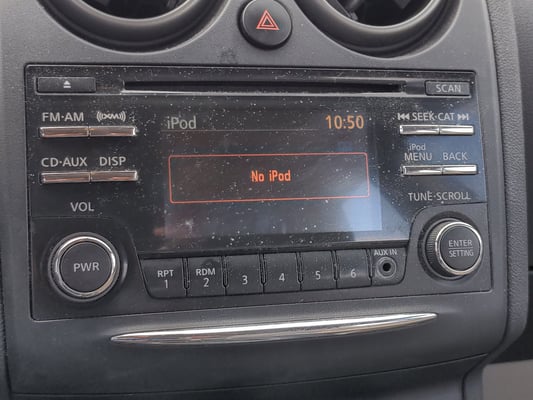 SCAN
FM·AM ((XM))
iPod 10:50
SEEK·CAT
CD·AUX DISP
No iPod
iPod
MENU BACK
TUNE·SCROLL
VOL
PWR
RPT 1
RDM 2
3
4
5
6
AUX IN
ENTER
SETTING